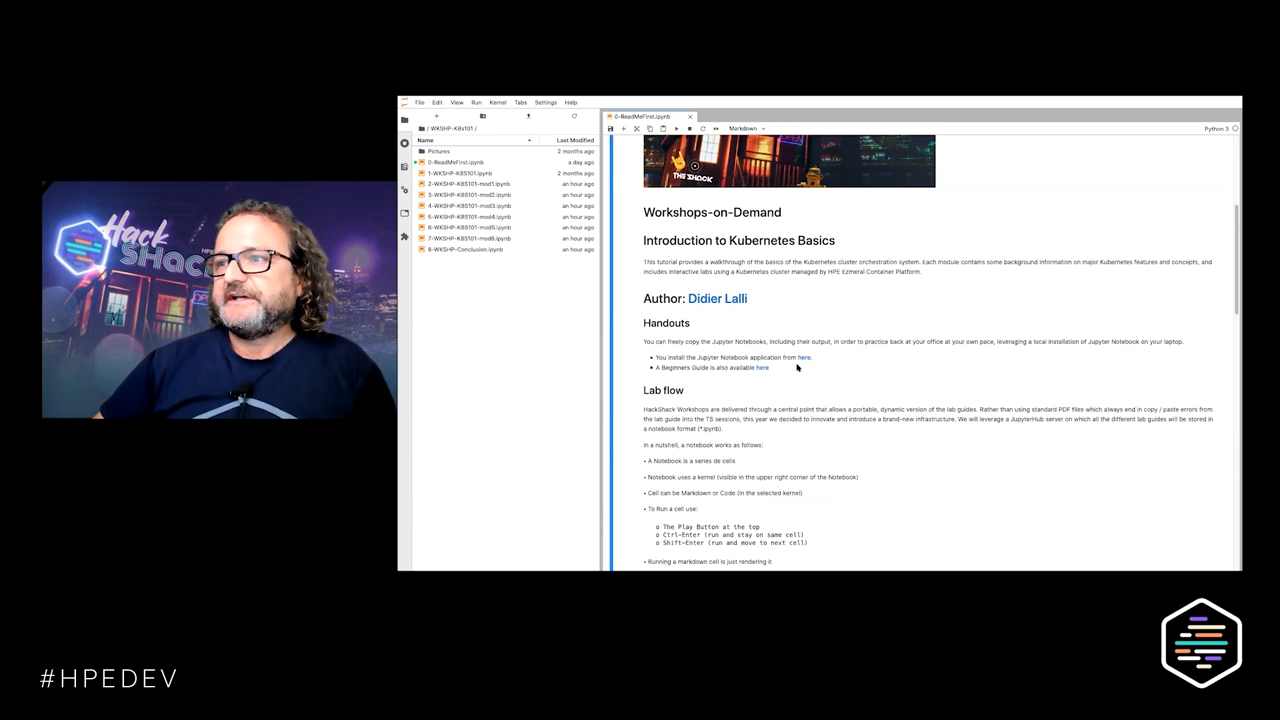 File Edit View Run Kernel Tabs Settings Help
/ WKSHP-K8s101 /
Name Last Modified
Pictures 2 months ago
0-ReadMeFirst.ipynb a day ago
1-WKSHP-K8S101.ipynb 2 months ago
2-WKSHP-K8S101-mod1.ipynb an hour ago
3-WKSHP-K8S101-mod2.ipynb an hour ago
4-WKSHP-K8S101-mod3.ipynb an hour ago
5-WKSHP-K8S101-mod4.ipynb an hour ago
6-WKSHP-K8S101-mod5.ipynb an hour ago
7-WKSHP-K8S101-mod6.ipynb an hour ago
8-WKSHP-Conclusion.ipynb an hour ago
0-ReadMeFirst.ipynb
Markdown Python 3
OPEN
THE SHACK
Workshops-on-Demand
Introduction to Kubernetes Basics
This tutorial provides a walkthrough of the basics of the Kubernetes cluster orchestration system. Each module contains some background information on major Kubernetes features and concepts, and
includes interactive labs using a Kubernetes cluster managed by HPE Ezmeral Container Platform.
Author: Didier Lalli
Handouts
You can freely copy the Jupyter Notebooks, including their output, in order to practice back at your office at your own pace, leveraging a local installation of Jupyter Notebook on your laptop.
• You install the Jupyter Notebook application from here.
• A Beginners Guide is also available here
Lab flow
HackShack Workshops are delivered through a central point that allows a portable, dynamic version of the lab guides. Rather than using standard PDF files which always end in copy / paste errors from
the lab guide into the TS sessions, this year we decided to innovate and introduce a brand-new infrastructure. We will leverage a JupyterHub server on which all the different lab guides will be stored in
a notebook format (*.ipynb).
In a nutshell, a notebook works as follows:
• A Notebook is a series de cells
• Notebook uses a kernel (visible in the upper right corner of the Notebook)
• Cell can be Markdown or Code (in the selected kernel)
• To Run a cell use:
o The Play Button at the top
o Ctrl-Enter (run and stay on same cell)
o Shift-Enter (run and move to next cell)
• Running a markdown cell is just rendering it
Hack
Shac
#HPEDEV